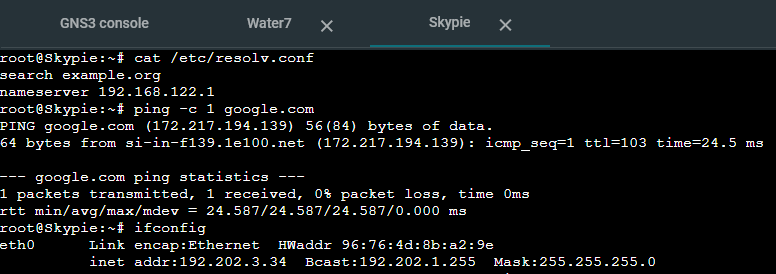 GNS3 console Water7 × Skypie ×
root@Skypie:~# cat /etc/resolv.conf
search example.org
nameserver 192.168.122.1
root@Skypie:~# ping -c 1 google.com
PING google.com (172.217.194.139) 56(84) bytes of data.
64 bytes from si-in-f139.1e100.net (172.217.194.139): icmp_seq=1 ttl=103 time=24.5 ms
--- google.com ping statistics ---
1 packets transmitted, 1 received, 0% packet loss, time 0ms
rtt min/avg/max/mdev = 24.587/24.587/24.587/0.000 ms
root@Skypie:~# ifconfig
eth0      Link encap:Ethernet  HWaddr 96:76:4d:8b:a2:9e
          inet addr:192.202.3.34  Bcast:192.202.1.255  Mask:255.255.255.0